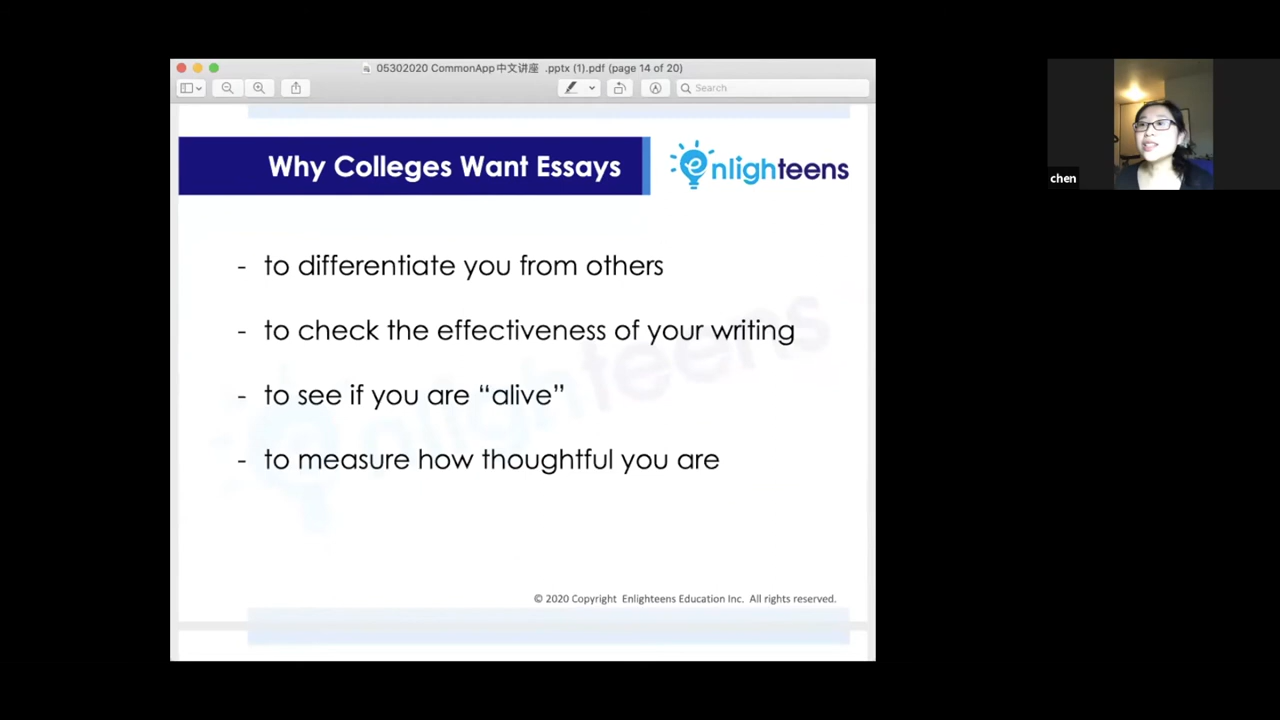 05302020 CommonApp中文讲座 .pptx (1).pdf (page 14 of 20)
Search
Why Colleges Want Essays
enlighteens
- to differentiate you from others
- to check the effectiveness of your writing
- to see if you are “alive”
- to measure how thoughtful you are
enlighteens
© 2020 Copyright Enlighteens Education Inc. All rights reserved.
chen